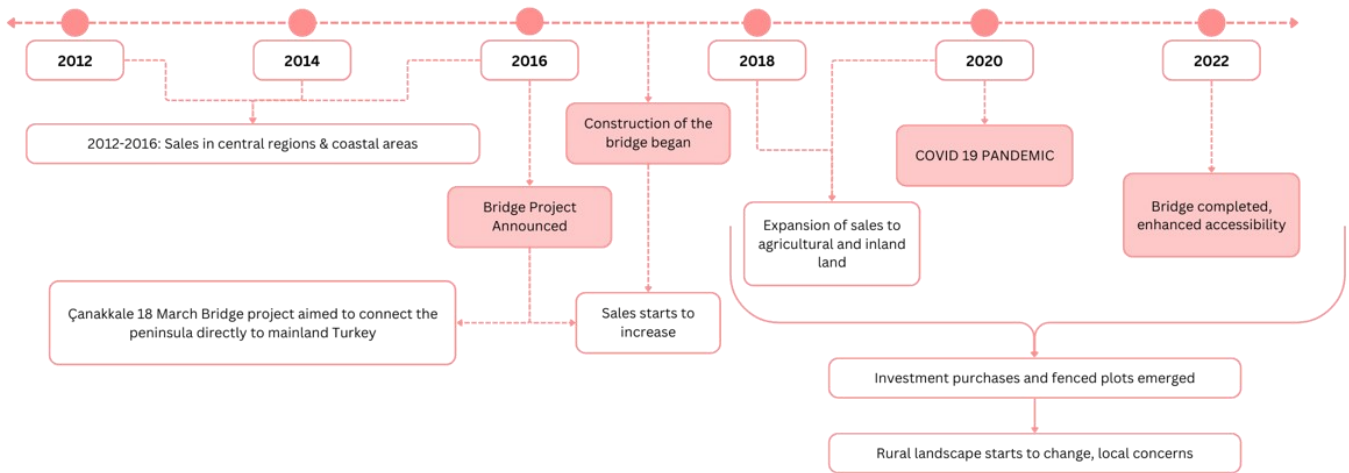 2012
2014
2016
2018
2020
2022
2012-2016: Sales in central regions & coastal areas
Construction of the
bridge began
COVID 19 PANDEMIC
Bridge Project
Announced
Expansion of sales to
agricultural and inland
land
Bridge completed,
enhanced accessibility
Çanakkale 18 March Bridge project aimed to connect the
peninsula directly to mainland Turkey
Sales starts to
increase
Investment purchases and fenced plots emerged
Rural landscape starts to change, local concerns